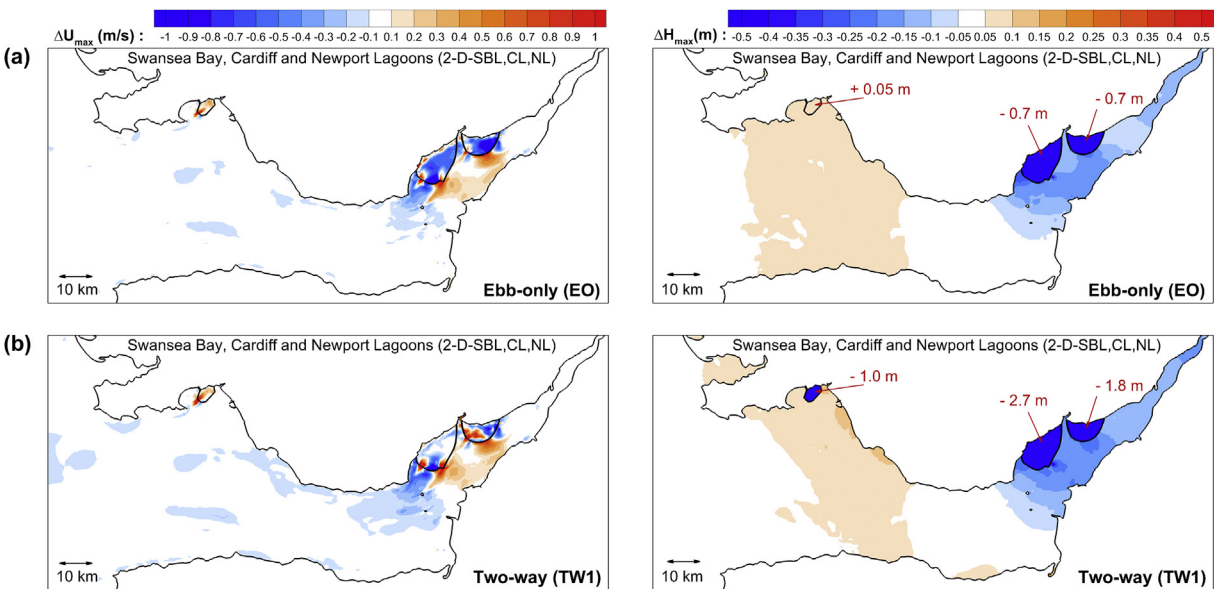 ΔUmax (m/s) : -1 -0.9 -0.8 -0.7 -0.6 -0.5 -0.4 -0.3 -0.2 -0.1 0.1 0.2 0.3 0.4 0.5 0.6 0.7 0.8 0.9 1
ΔHmax(m) : -0.5 -0.45 -0.4 -0.35 -0.3 -0.25 -0.2 -0.15 -0.1 -0.05 0.05 0.1 0.15 0.2 0.25 0.3 0.35 0.4 0.45 0.5
(a)
Swansea Bay, Cardiff and Newport Lagoons (2-D-SBL,CL,NL)
10 km
Ebb-only (EO)
Swansea Bay, Cardiff and Newport Lagoons (2-D-SBL,CL,NL)
+ 0.05 m
- 0.7 m
- 0.7 m
10 km
Ebb-only (EO)
(b)
Swansea Bay, Cardiff and Newport Lagoons (2-D-SBL,CL,NL)
10 km
Two-way (TW1)
Swansea Bay, Cardiff and Newport Lagoons (2-D-SBL,CL,NL)
- 1.0 m
- 2.7 m
- 1.8 m
10 km
Two-way (TW1)